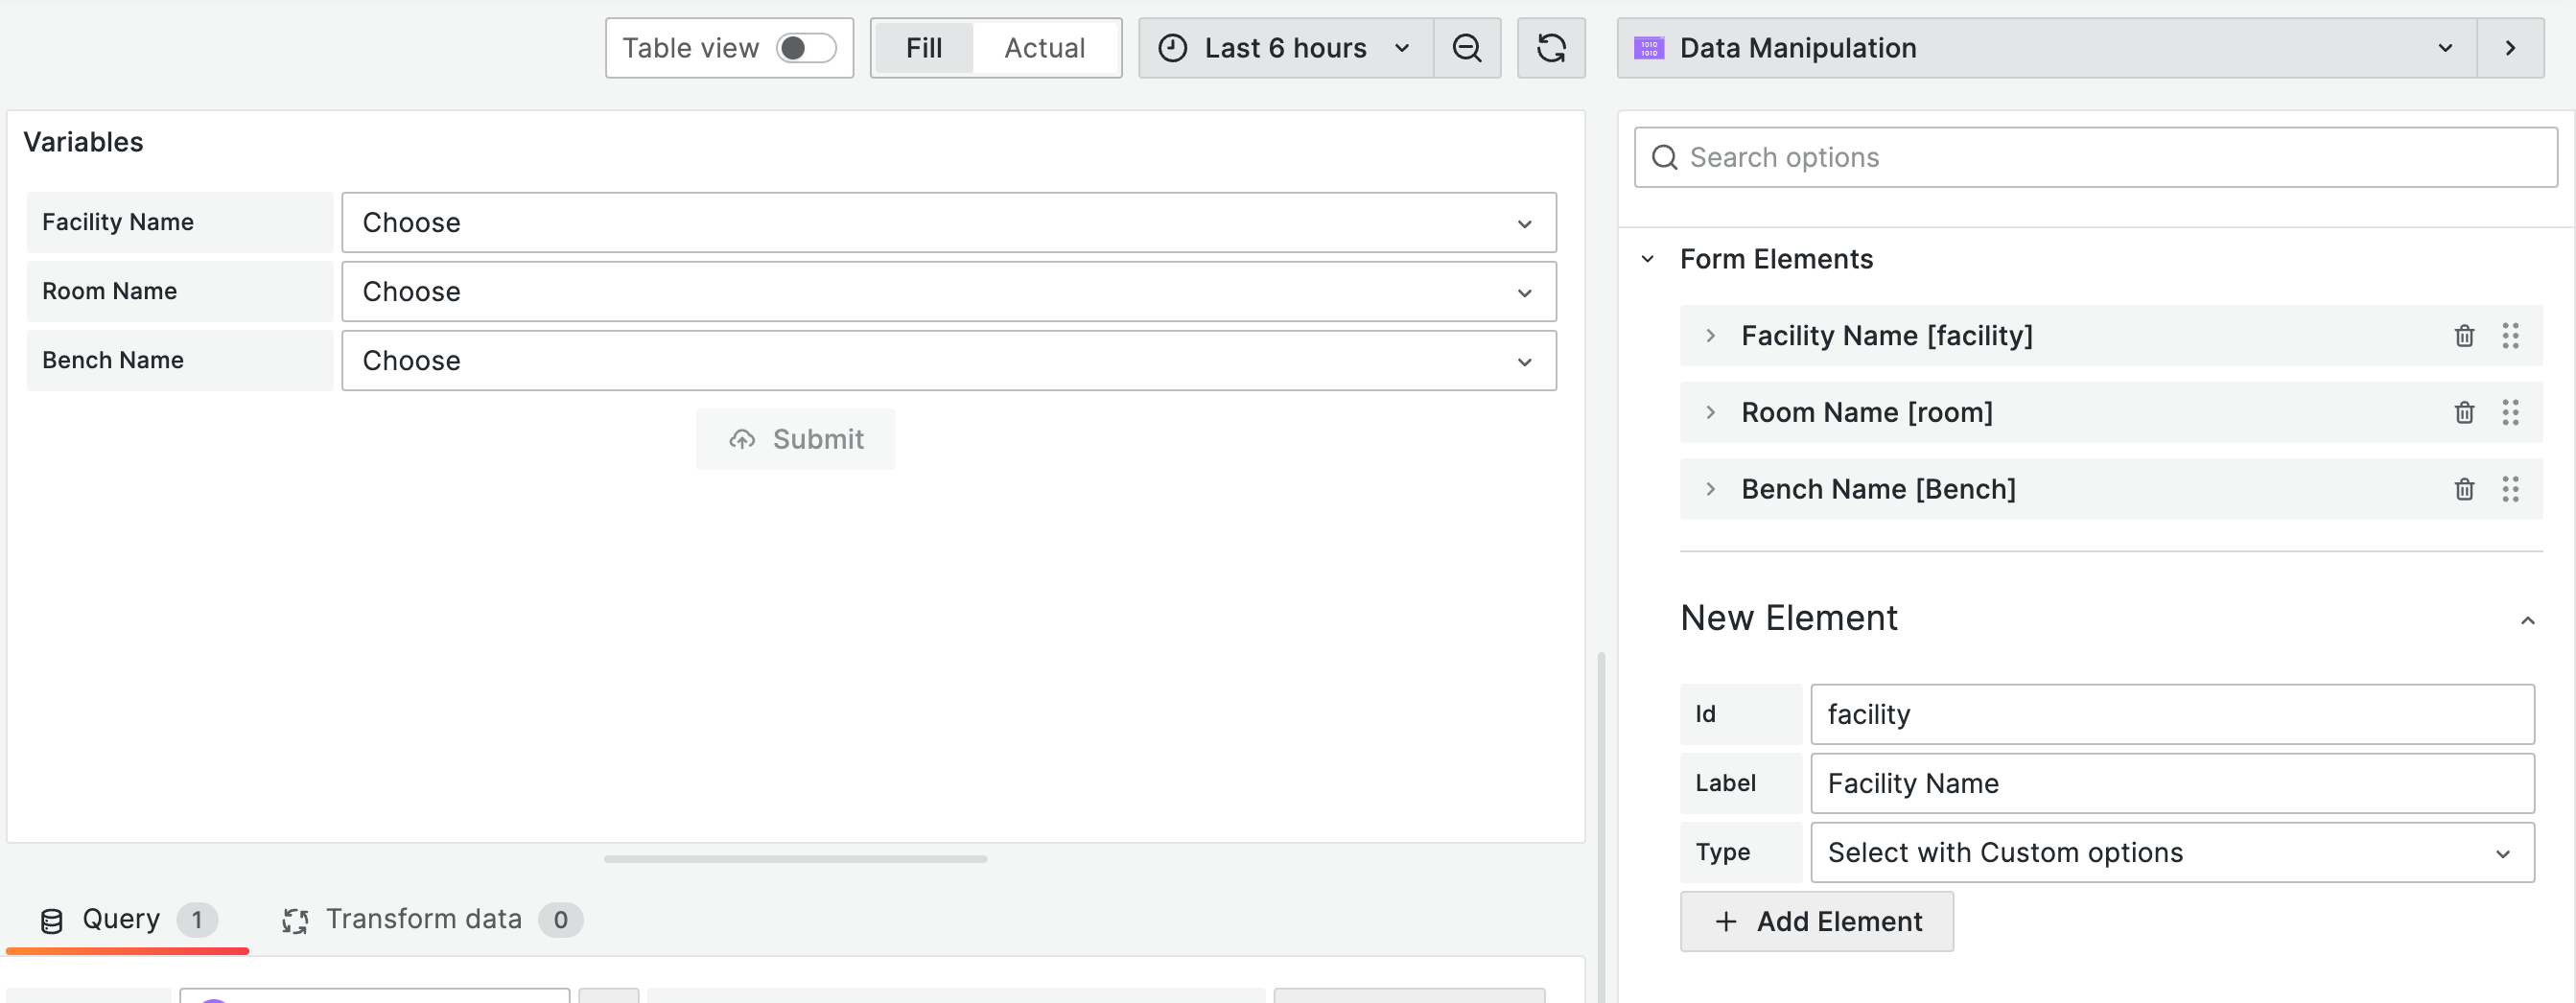 Table view
Fill
Actual
Last 6 hours
Data Manipulation
Variables
Facility Name
Choose
Room Name
Choose
Bench Name
Choose
Submit
Query 1
Transform data 0
Search options
Form Elements
Facility Name [facility]
Room Name [room]
Bench Name [Bench]
New Element
Id
facility
Label
Facility Name
Type
Select with Custom options
Add Element